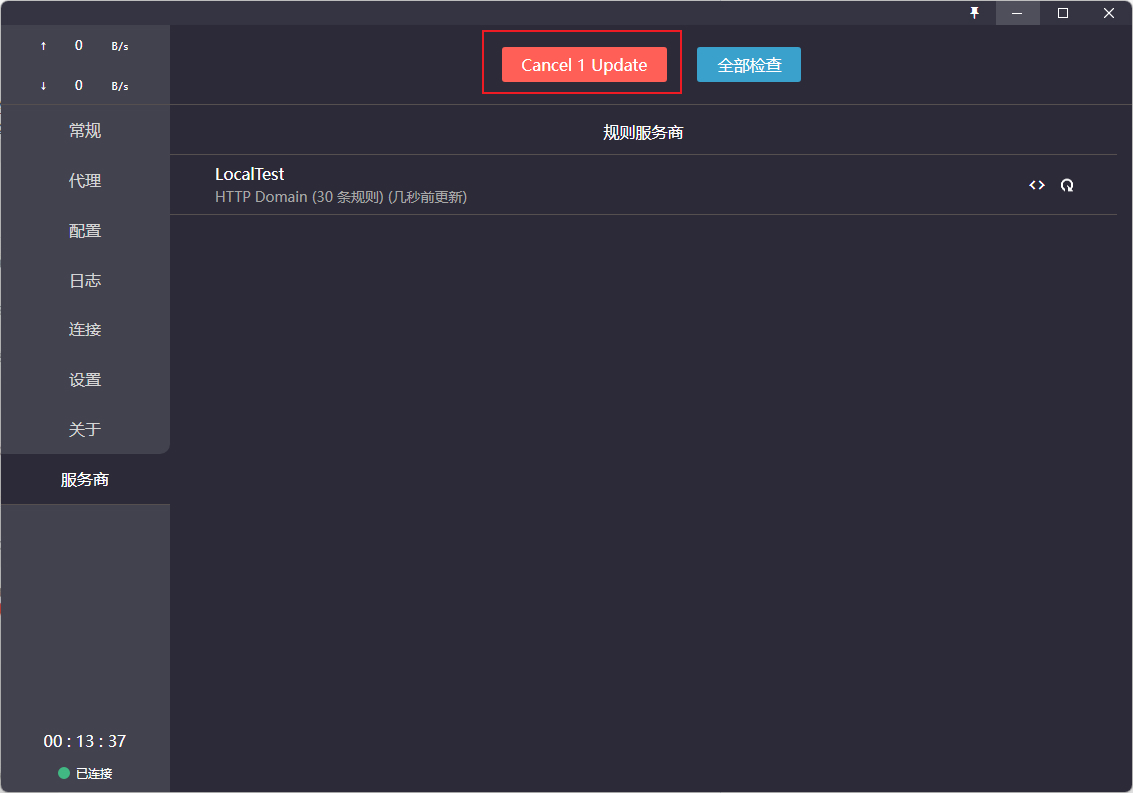 ↑ 0 B/s
↓ 0 B/s
常规
代理
配置
日志
连接
设置
关于
服务商
00 : 13 : 37
已连接
Cancel 1 Update
全部检查
规则服务商
LocalTest
HTTP Domain (30 条规则) (几秒前更新)